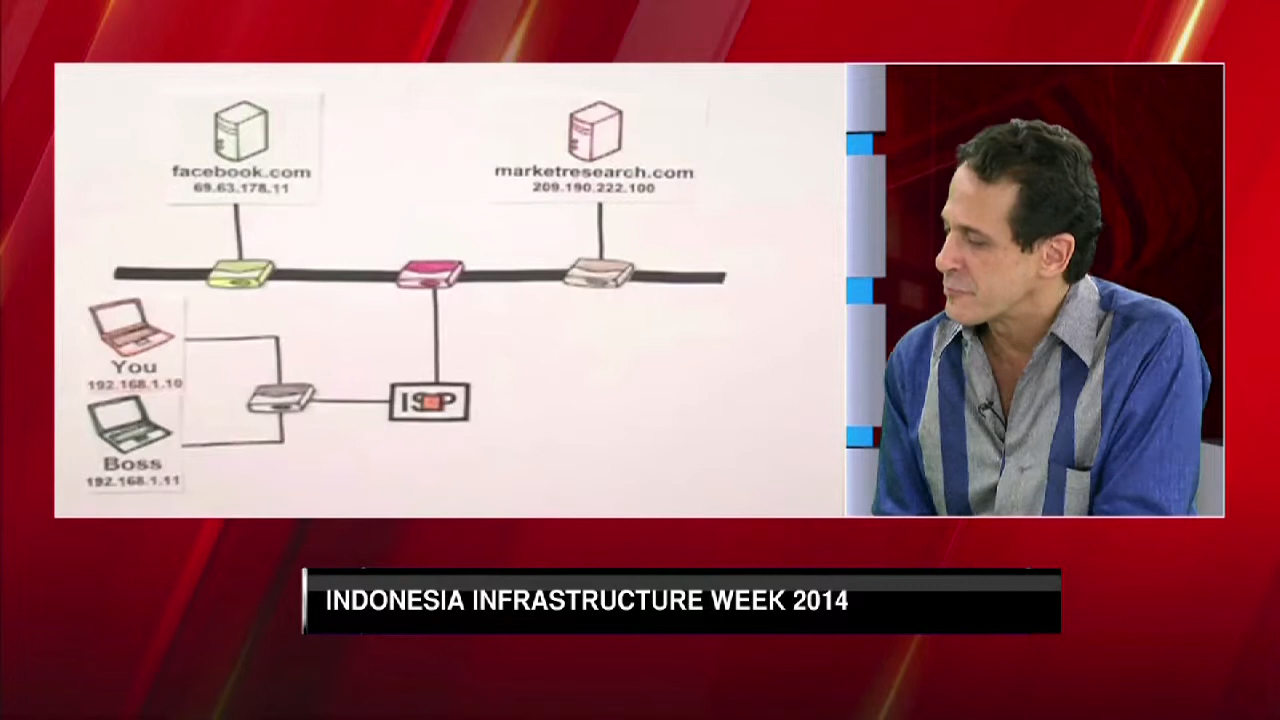 facebook.com
69.63.178.11
marketresearch.com
209.190.222.100
You
192.168.1.10
ISP
Boss
192.168.1.11
INDONESIA INFRASTRUCTURE WEEK 2014